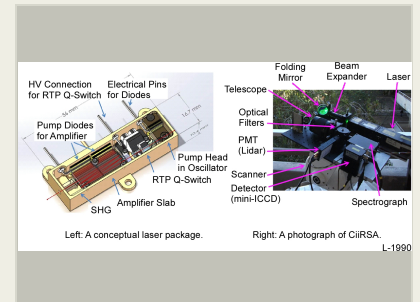 HV Connection
for RTP Q-Switch
Electrical Pins
for Diodes
Pump Diodes
for Amplifier
Pump Head
in Oscillator
RTP Q-Switch
Amplifier Slab
SHG
Left: A conceptual laser package.
Folding
Mirror
Beam
Expander
Laser
Telescope
Optical
Filters
PMT
(Lidar)
Scanner
Detector
(mini-ICCD)
Spectrograph
Right: A photograph of CiiRSA.
L-1990